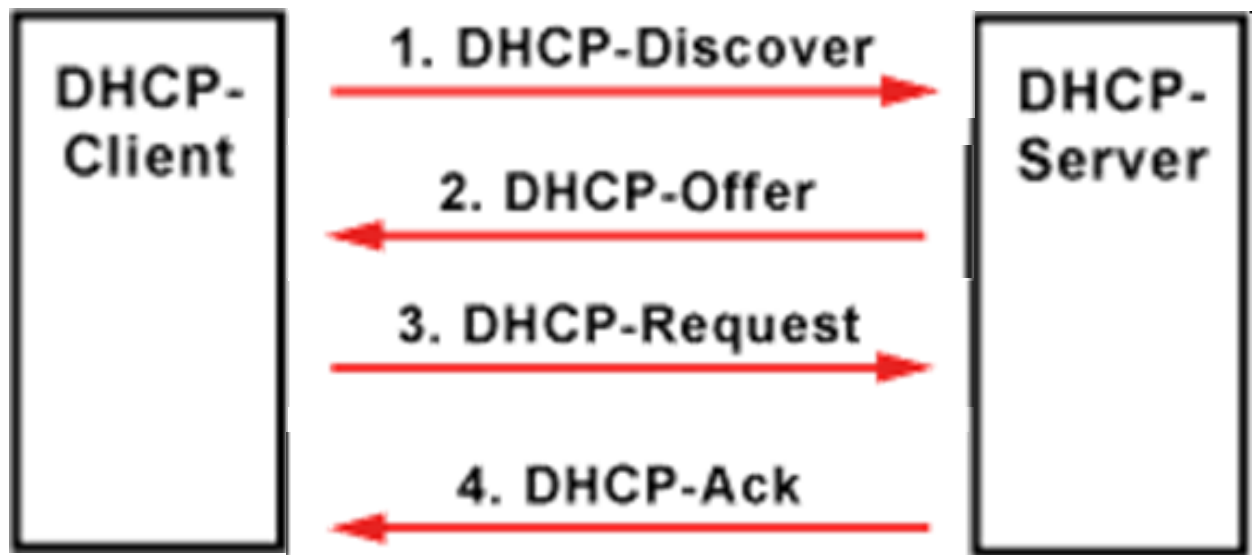 DHCP-
Client
1. DHCP-Discover
2. DHCP-Offer
3. DHCP-Request
4. DHCP-Ack
DHCP-
Server